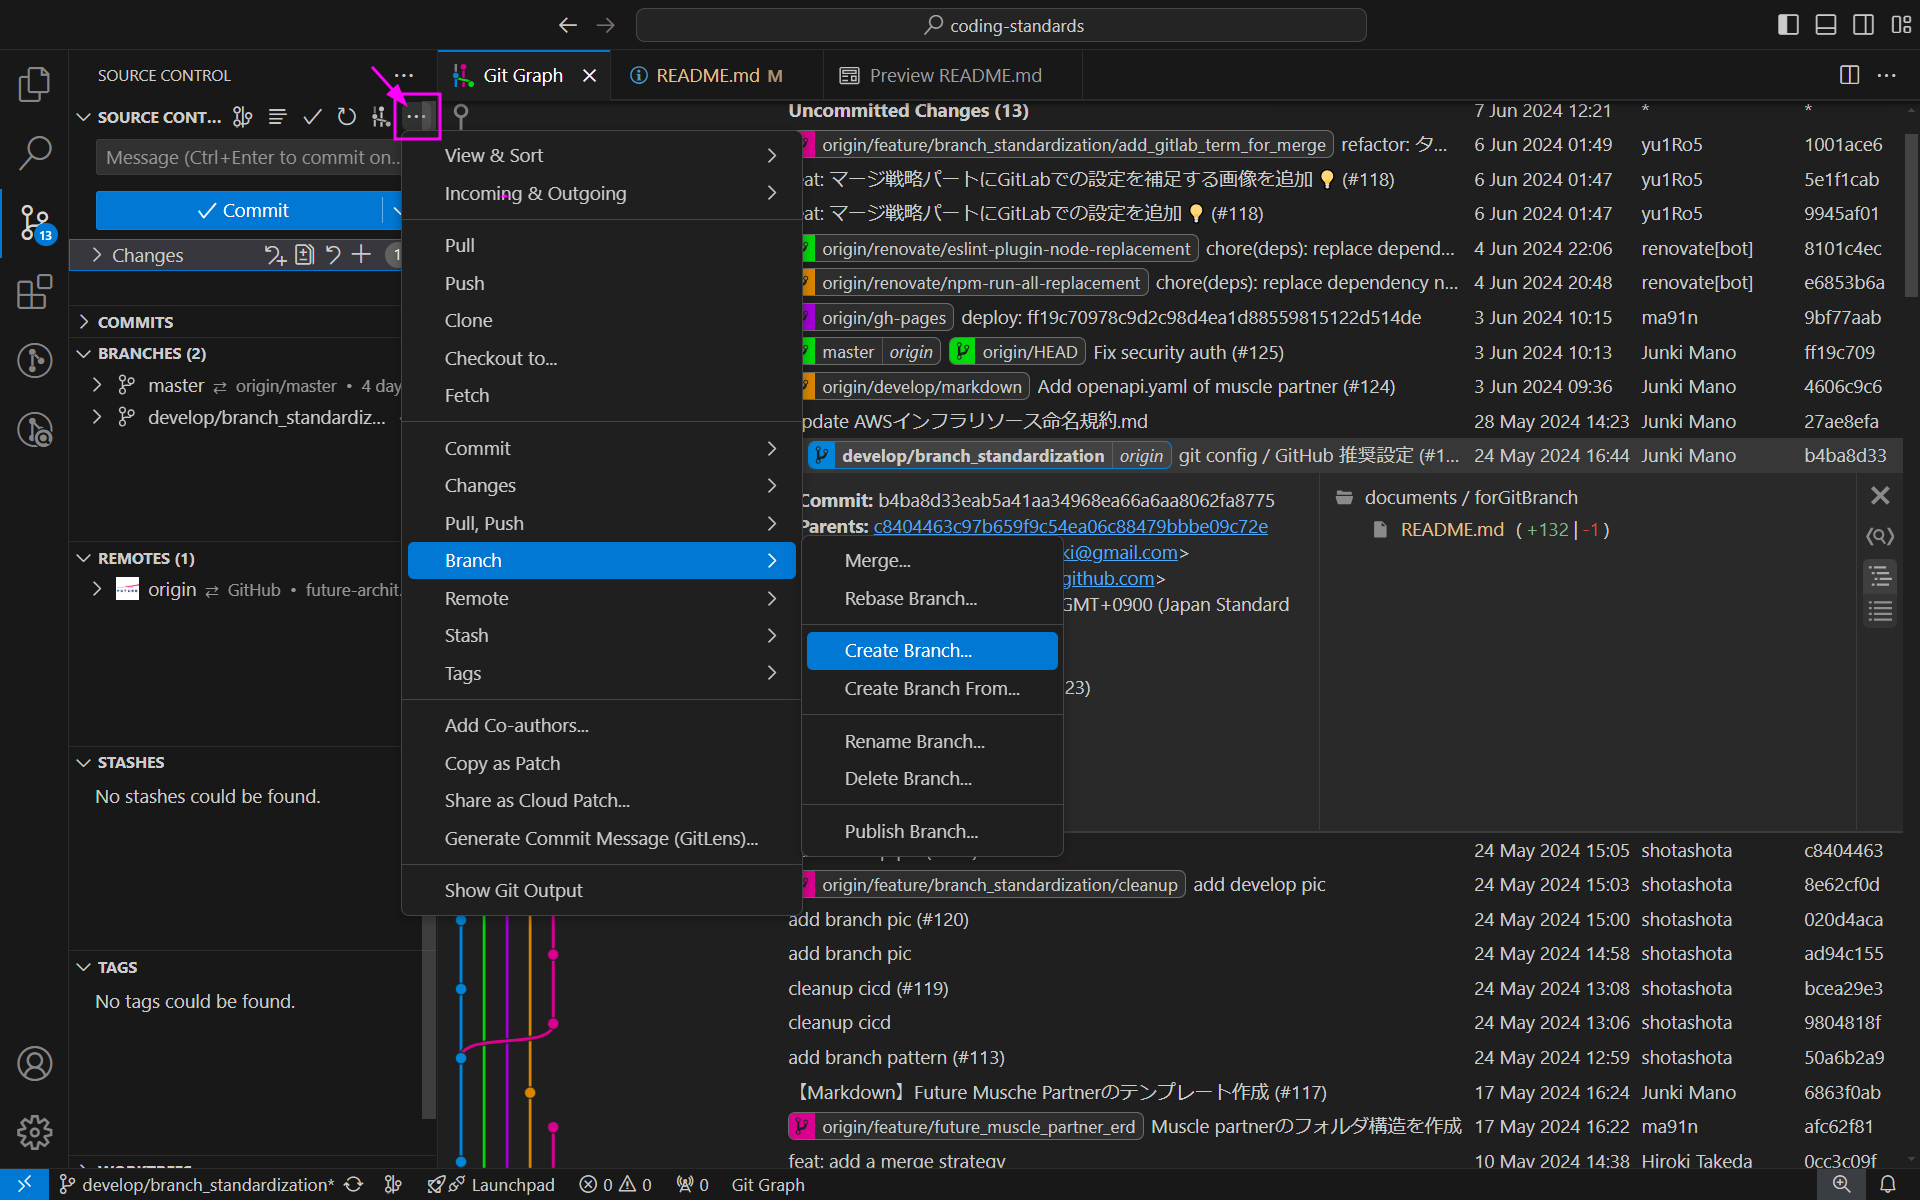 coding-standards
SOURCE CONTROL
Git Graph
README.md M
Preview README.md
SOURCE CONT...
Message (Ctrl+Enter to commit on...
Commit
13
Changes
1
COMMITS
BRANCHES (2)
master ⇄ origin/master • 4 day
develop/branch_standardiz...
REMOTES (1)
origin ⇄ GitHub • future-archit.
STASHES
No stashes could be found.
TAGS
No tags could be found.
View & Sort
Incoming & Outgoing
Pull
Push
Clone
Checkout to...
Fetch
Commit
Changes
Pull, Push
Branch
Remote
Stash
Tags
Add Co-authors...
Copy as Patch
Share as Cloud Patch...
Generate Commit Message (GitLens)...
Show Git Output
Merge...
Rebase Branch...
Create Branch...
Create Branch From...
Rename Branch...
Delete Branch...
Publish Branch...
Uncommitted Changes (13) 7 Jun 2024 12:21 * *
origin/feature/branch_standardization/add_gitlab_term_for_merge refactor: タ... 6 Jun 2024 01:49 yu1Ro5 1001ace6
eat: マージ戦略パートにGitLabでの設定を補足する画像を追加 💡 (#118) 6 Jun 2024 01:47 yu1Ro5 5e1f1cab
eat: マージ戦略パートにGitLabでの設定を追加 💡 (#118) 6 Jun 2024 01:47 yu1Ro5 9945af01
origin/renovate/eslint-plugin-node-replacement chore(deps): replace depend... 4 Jun 2024 22:06 renovate[bot] 8101c4ec
origin/renovate/npm-run-all-replacement chore(deps): replace dependency n... 4 Jun 2024 20:48 renovate[bot] e6853b6a
origin/gh-pages deploy: ff19c70978c9d2c98d4ea1d88559815122d514de 3 Jun 2024 10:15 ma91n 9bf77aab
master origin origin/HEAD Fix security auth (#125) 3 Jun 2024 10:13 Junki Mano ff19c709
origin/develop/markdown Add openapi.yaml of muscle partner (#124) 3 Jun 2024 09:36 Junki Mano 4606c9c6
pdate AWSインフラリソース命名規約.md 28 May 2024 14:23 Junki Mano 27ae8efa
develop/branch_standardization origin git config / GitHub 推奨設定 (#1... 24 May 2024 16:44 Junki Mano b4ba8d33
Commit: b4ba8d33eab5a41aa34968ea66a6aa8062fa8775
Parents: c8404463c97b659f9c54ea06c88479bbbe09c72e
ki@gmail.com>
github.com>
GMT+0900 (Japan Standard
23)
documents / forGitBranch
README.md ( +132 | -1 )
24 May 2024 15:05 shotashota c8404463
origin/feature/branch_standardization/cleanup add develop pic 24 May 2024 15:03 shotashota 8e62cf0d
add branch pic (#120) 24 May 2024 15:00 shotashota 020d4aca
add branch pic 24 May 2024 14:58 shotashota ad94c155
cleanup cicd (#119) 24 May 2024 13:08 shotashota bcea29e3
cleanup cicd 24 May 2024 13:06 shotashota 9804818f
add branch pattern (#113) 24 May 2024 12:59 shotashota 50a6b2a9
【Markdown】Future Musche Partnerのテンプレート作成 (#117) 17 May 2024 16:24 Junki Mano 6863f0ab
origin/feature/future_muscle_partner_erd Muscle partnerのフォルダ構造を作成 17 May 2024 16:22 ma91n afc62f81
feat: add a merge strategy 10 May 2024 14:38 Hiroki Takeda 0cc3c09f
develop/branch_standardization* Launchpad 0 0 0 Git Graph